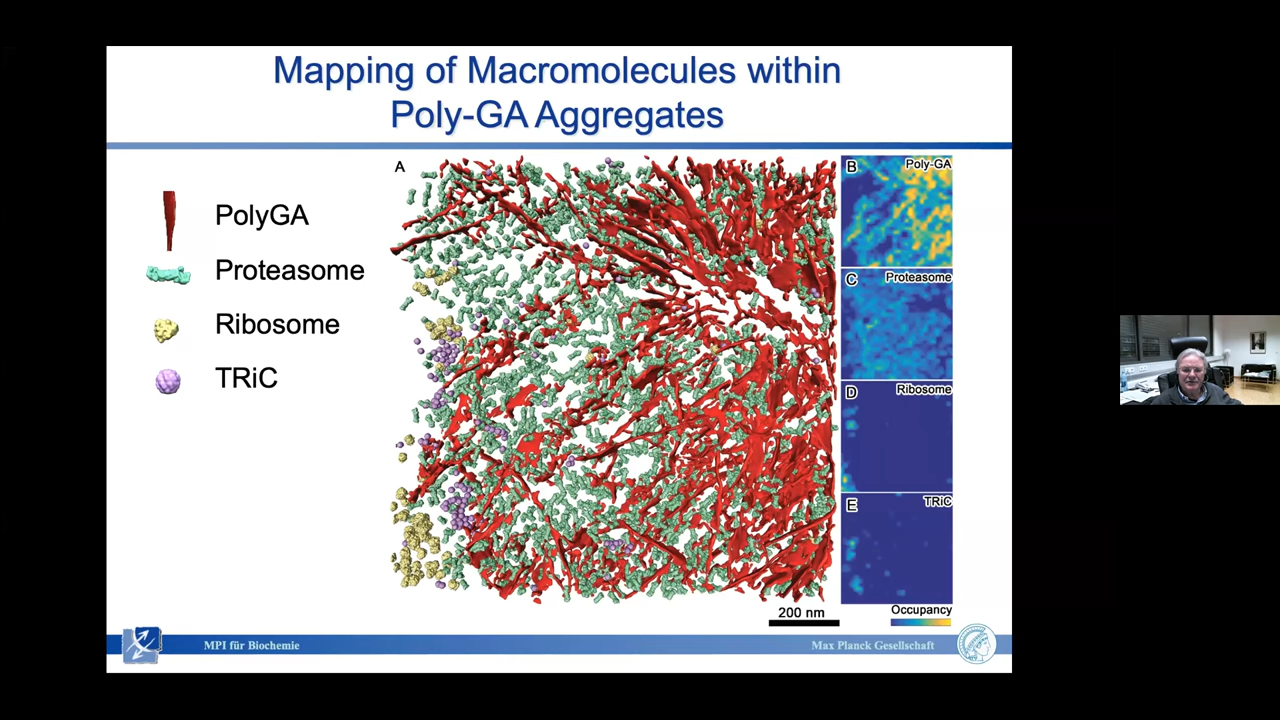 Mapping of Macromolecules within
Poly-GA Aggregates
PolyGA
Proteasome
Ribosome
TRiC
A
B
Poly-GA
C
Proteasome
D
Ribosome
E
TRiC
200 nm
Occupancy
MPI für Biochemie
Max Planck Gesellschaft